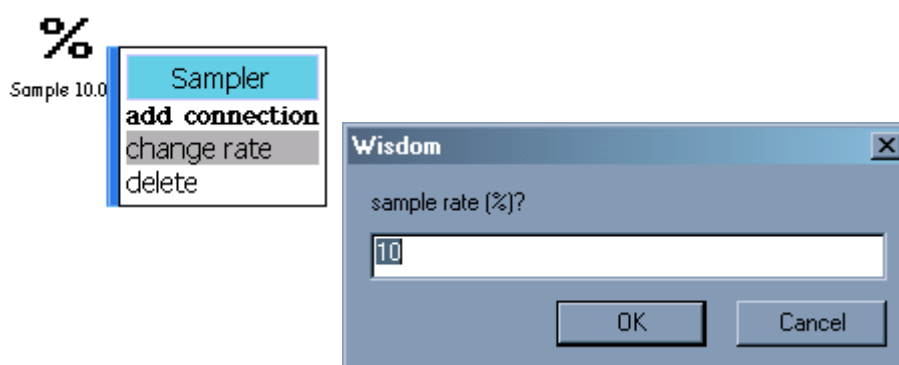 %
Sample 10.0
Sampler
add connection
change rate
delete
Wisdom
sample rate (%)?
10
OK Cancel